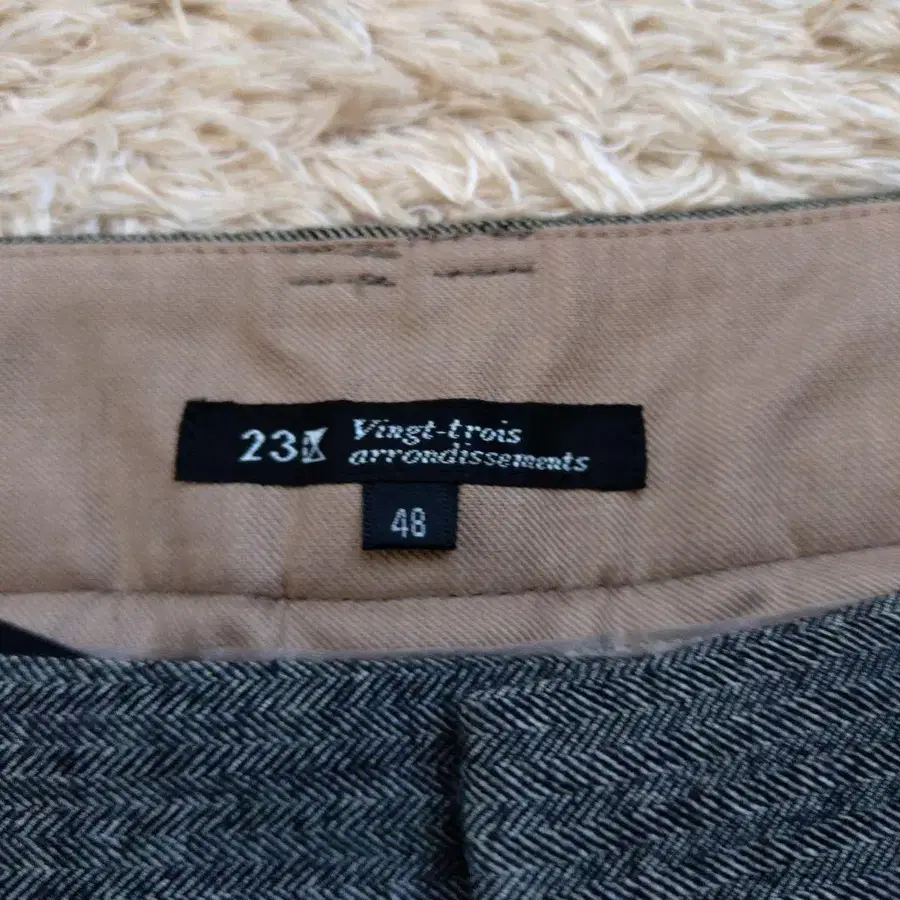 23
Vingt-trois
arrondissements
48